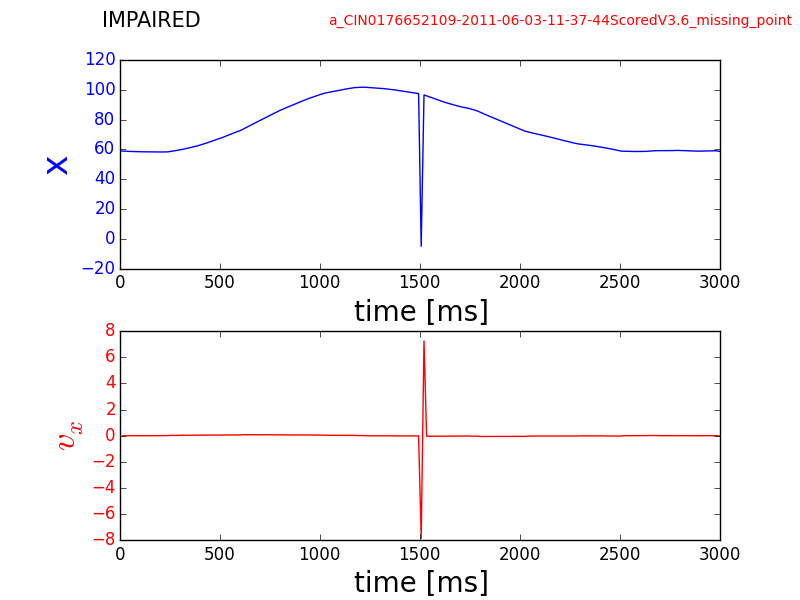 IMPAIRED
a_CIN0176652109-2011-06-03-11-37-44ScoredV3.6_missing_point
120
100
80
60
40
20
0
−20
x
0 500 1000 1500 2000 2500 3000
time [ms]
8
6
4
2
0
−2
−4
−6
−8
v_x
0 500 1000 1500 2000 2500 3000
time [ms]